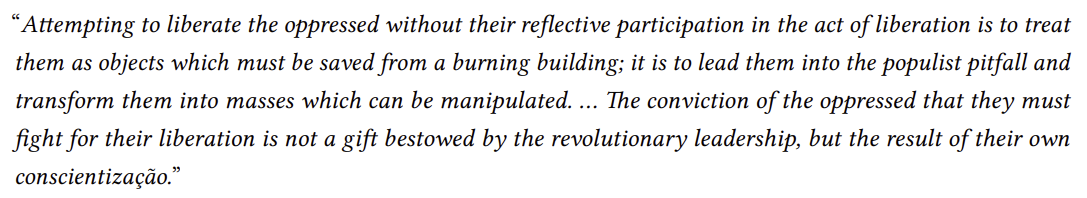 “Attempting to liberate the oppressed without their reflective participation in the act of liberation is to treat
them as objects which must be saved from a burning building; it is to lead them into the populist pitfall and
transform them into masses which can be manipulated. … The conviction of the oppressed that they must
fight for their liberation is not a gift bestowed by the revolutionary leadership, but the result of their own
conscientização.”